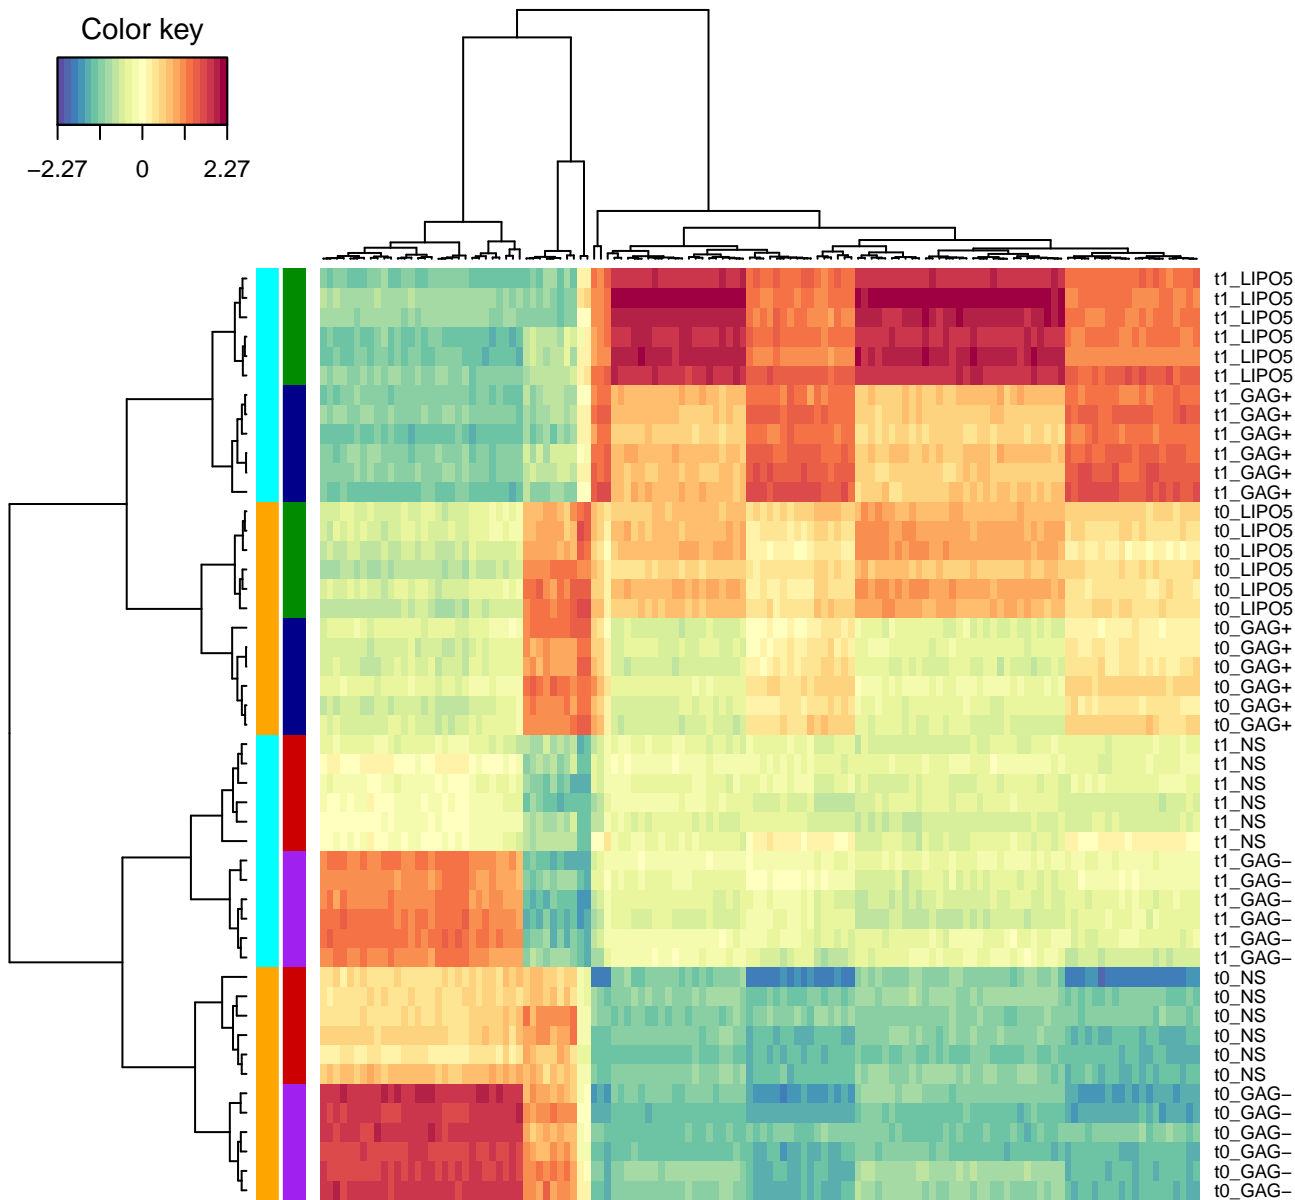 Color key
−2.27 0 2.27
t1_LIPO5
t1_LIPO5
t1_LIPO5
t1_LIPO5
t1_LIPO5
t1_LIPO5
t1_GAG+
t1_GAG+
t1_GAG+
t1_GAG+
t1_GAG+
t1_GAG+
t0_LIPO5
t0_LIPO5
t0_LIPO5
t0_LIPO5
t0_LIPO5
t0_LIPO5
t0_GAG+
t0_GAG+
t0_GAG+
t0_GAG+
t0_GAG+
t0_GAG+
t1_NS
t1_NS
t1_NS
t1_NS
t1_NS
t1_NS
t1_GAG−
t1_GAG−
t1_GAG−
t1_GAG−
t1_GAG−
t1_GAG−
t0_NS
t0_NS
t0_NS
t0_NS
t0_NS
t0_NS
t0_GAG−
t0_GAG−
t0_GAG−
t0_GAG−
t0_GAG−
t0_GAG−